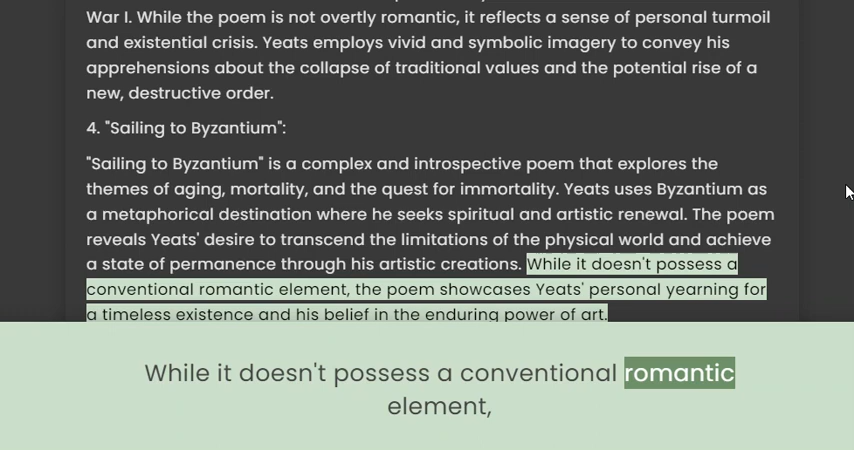 War I. While the poem is not overtly romantic, it reflects a sense of personal turmoil
and existential crisis. Yeats employs vivid and symbolic imagery to convey his
apprehensions about the collapse of traditional values and the potential rise of a
new, destructive order.
4. "Sailing to Byzantium":
"Sailing to Byzantium" is a complex and introspective poem that explores the
themes of aging, mortality, and the quest for immortality. Yeats uses Byzantium as
a metaphorical destination where he seeks spiritual and artistic renewal. The poem
reveals Yeats' desire to transcend the limitations of the physical world and achieve
a state of permanence through his artistic creations. While it doesn't possess a
conventional romantic element, the poem showcases Yeats' personal yearning for
a timeless existence and his belief in the enduring power of art.
While it doesn't possess a conventional romantic
element,